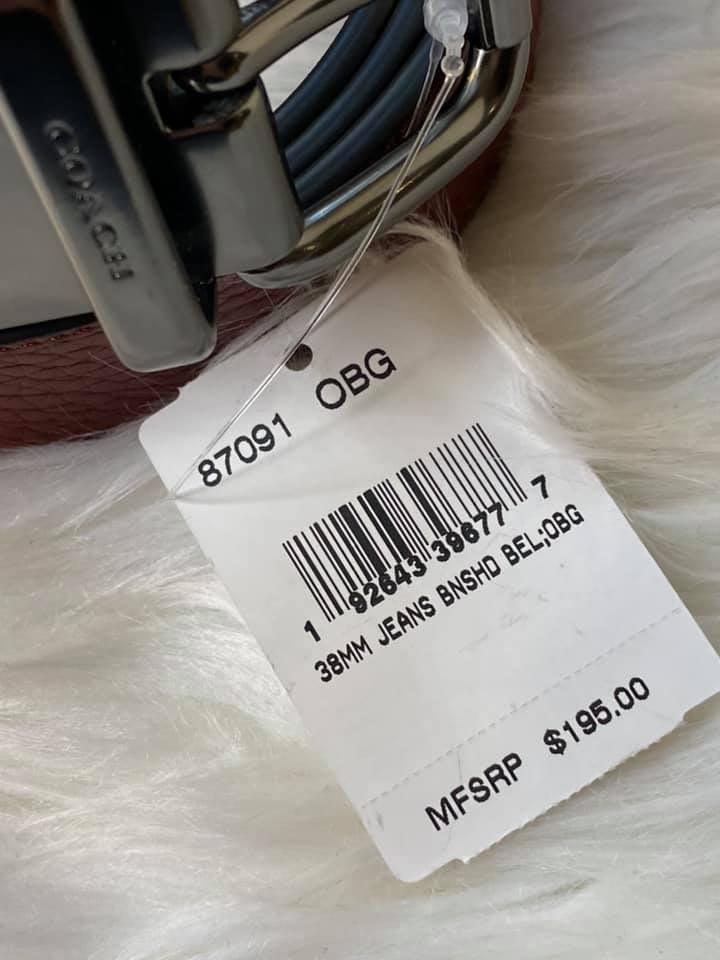 COACH
87091 OBG
1 92643 39677 7
38MM JEANS BNSHD BEL;OBG
MFSRP $195.00